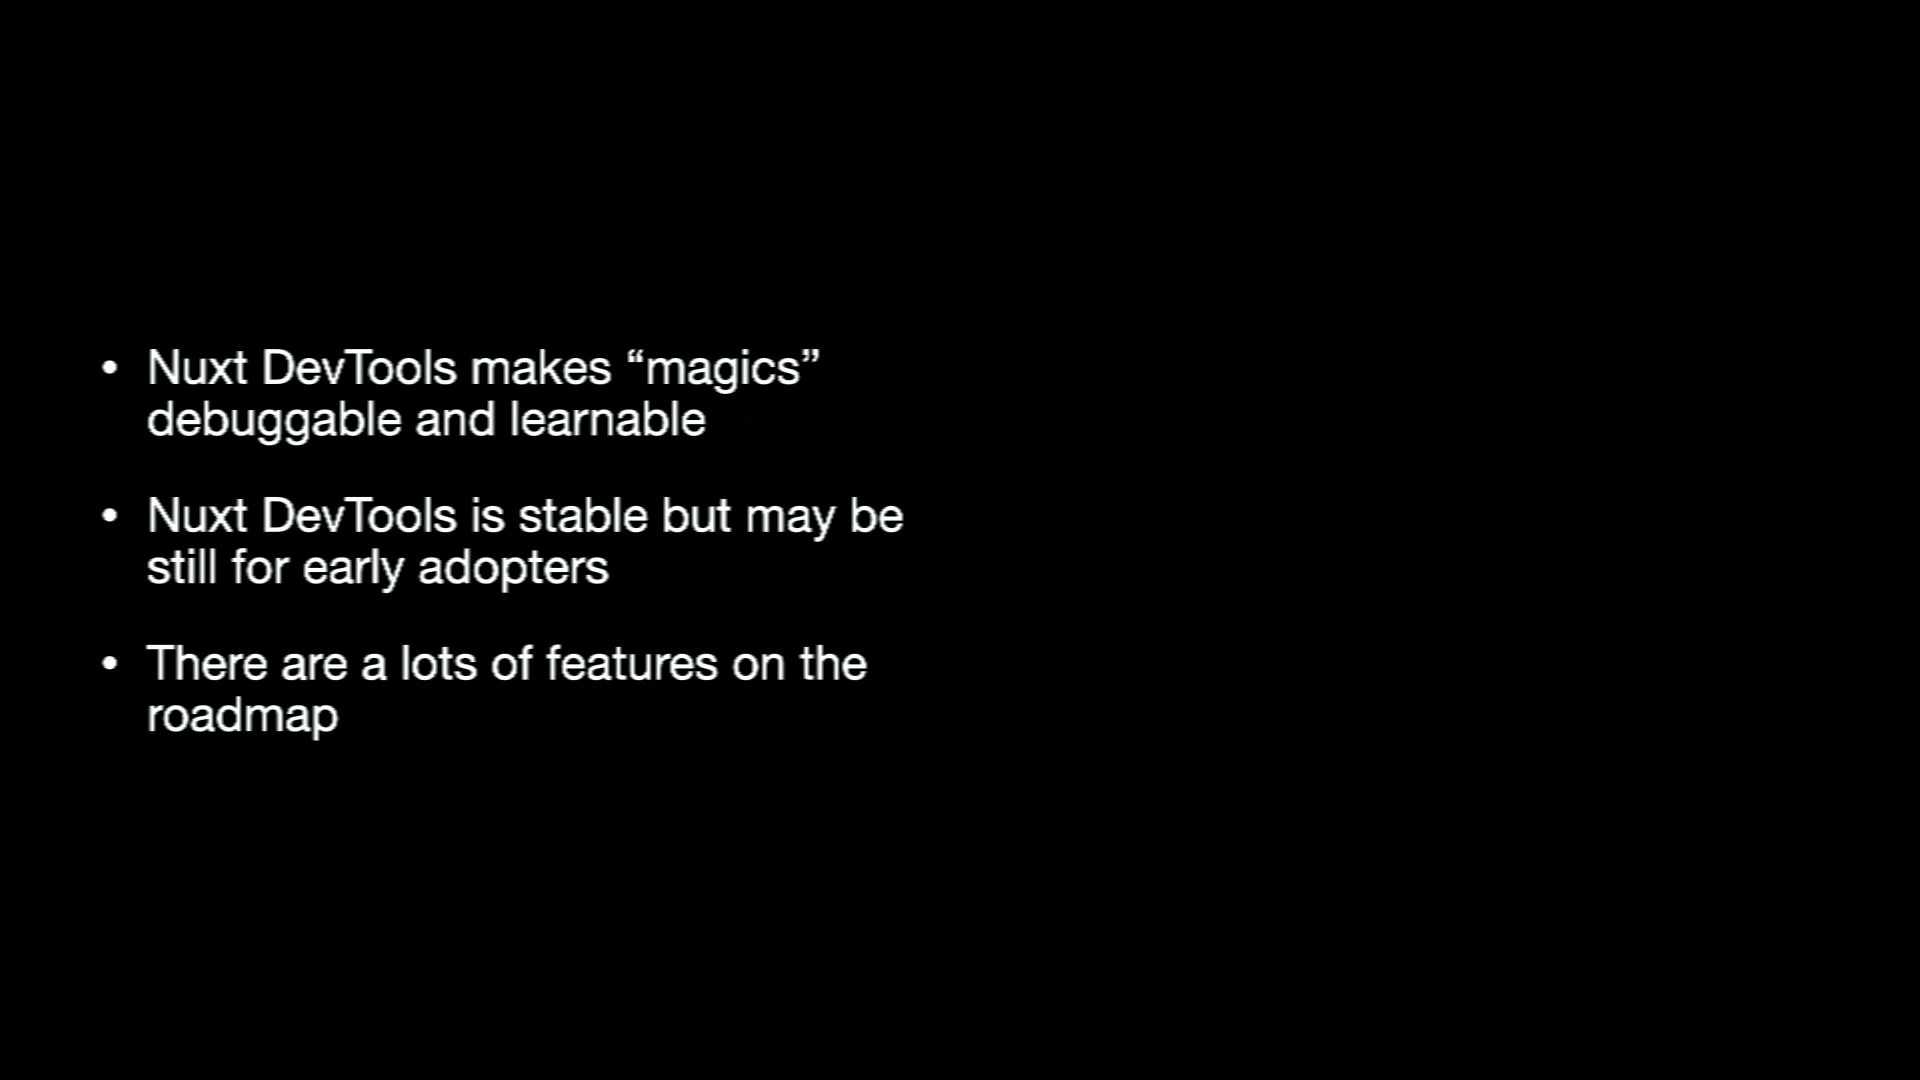 • Nuxt DevTools makes “magics”
debuggable and learnable
• Nuxt DevTools is stable but may be
still for early adopters
• There are a lots of features on the
roadmap